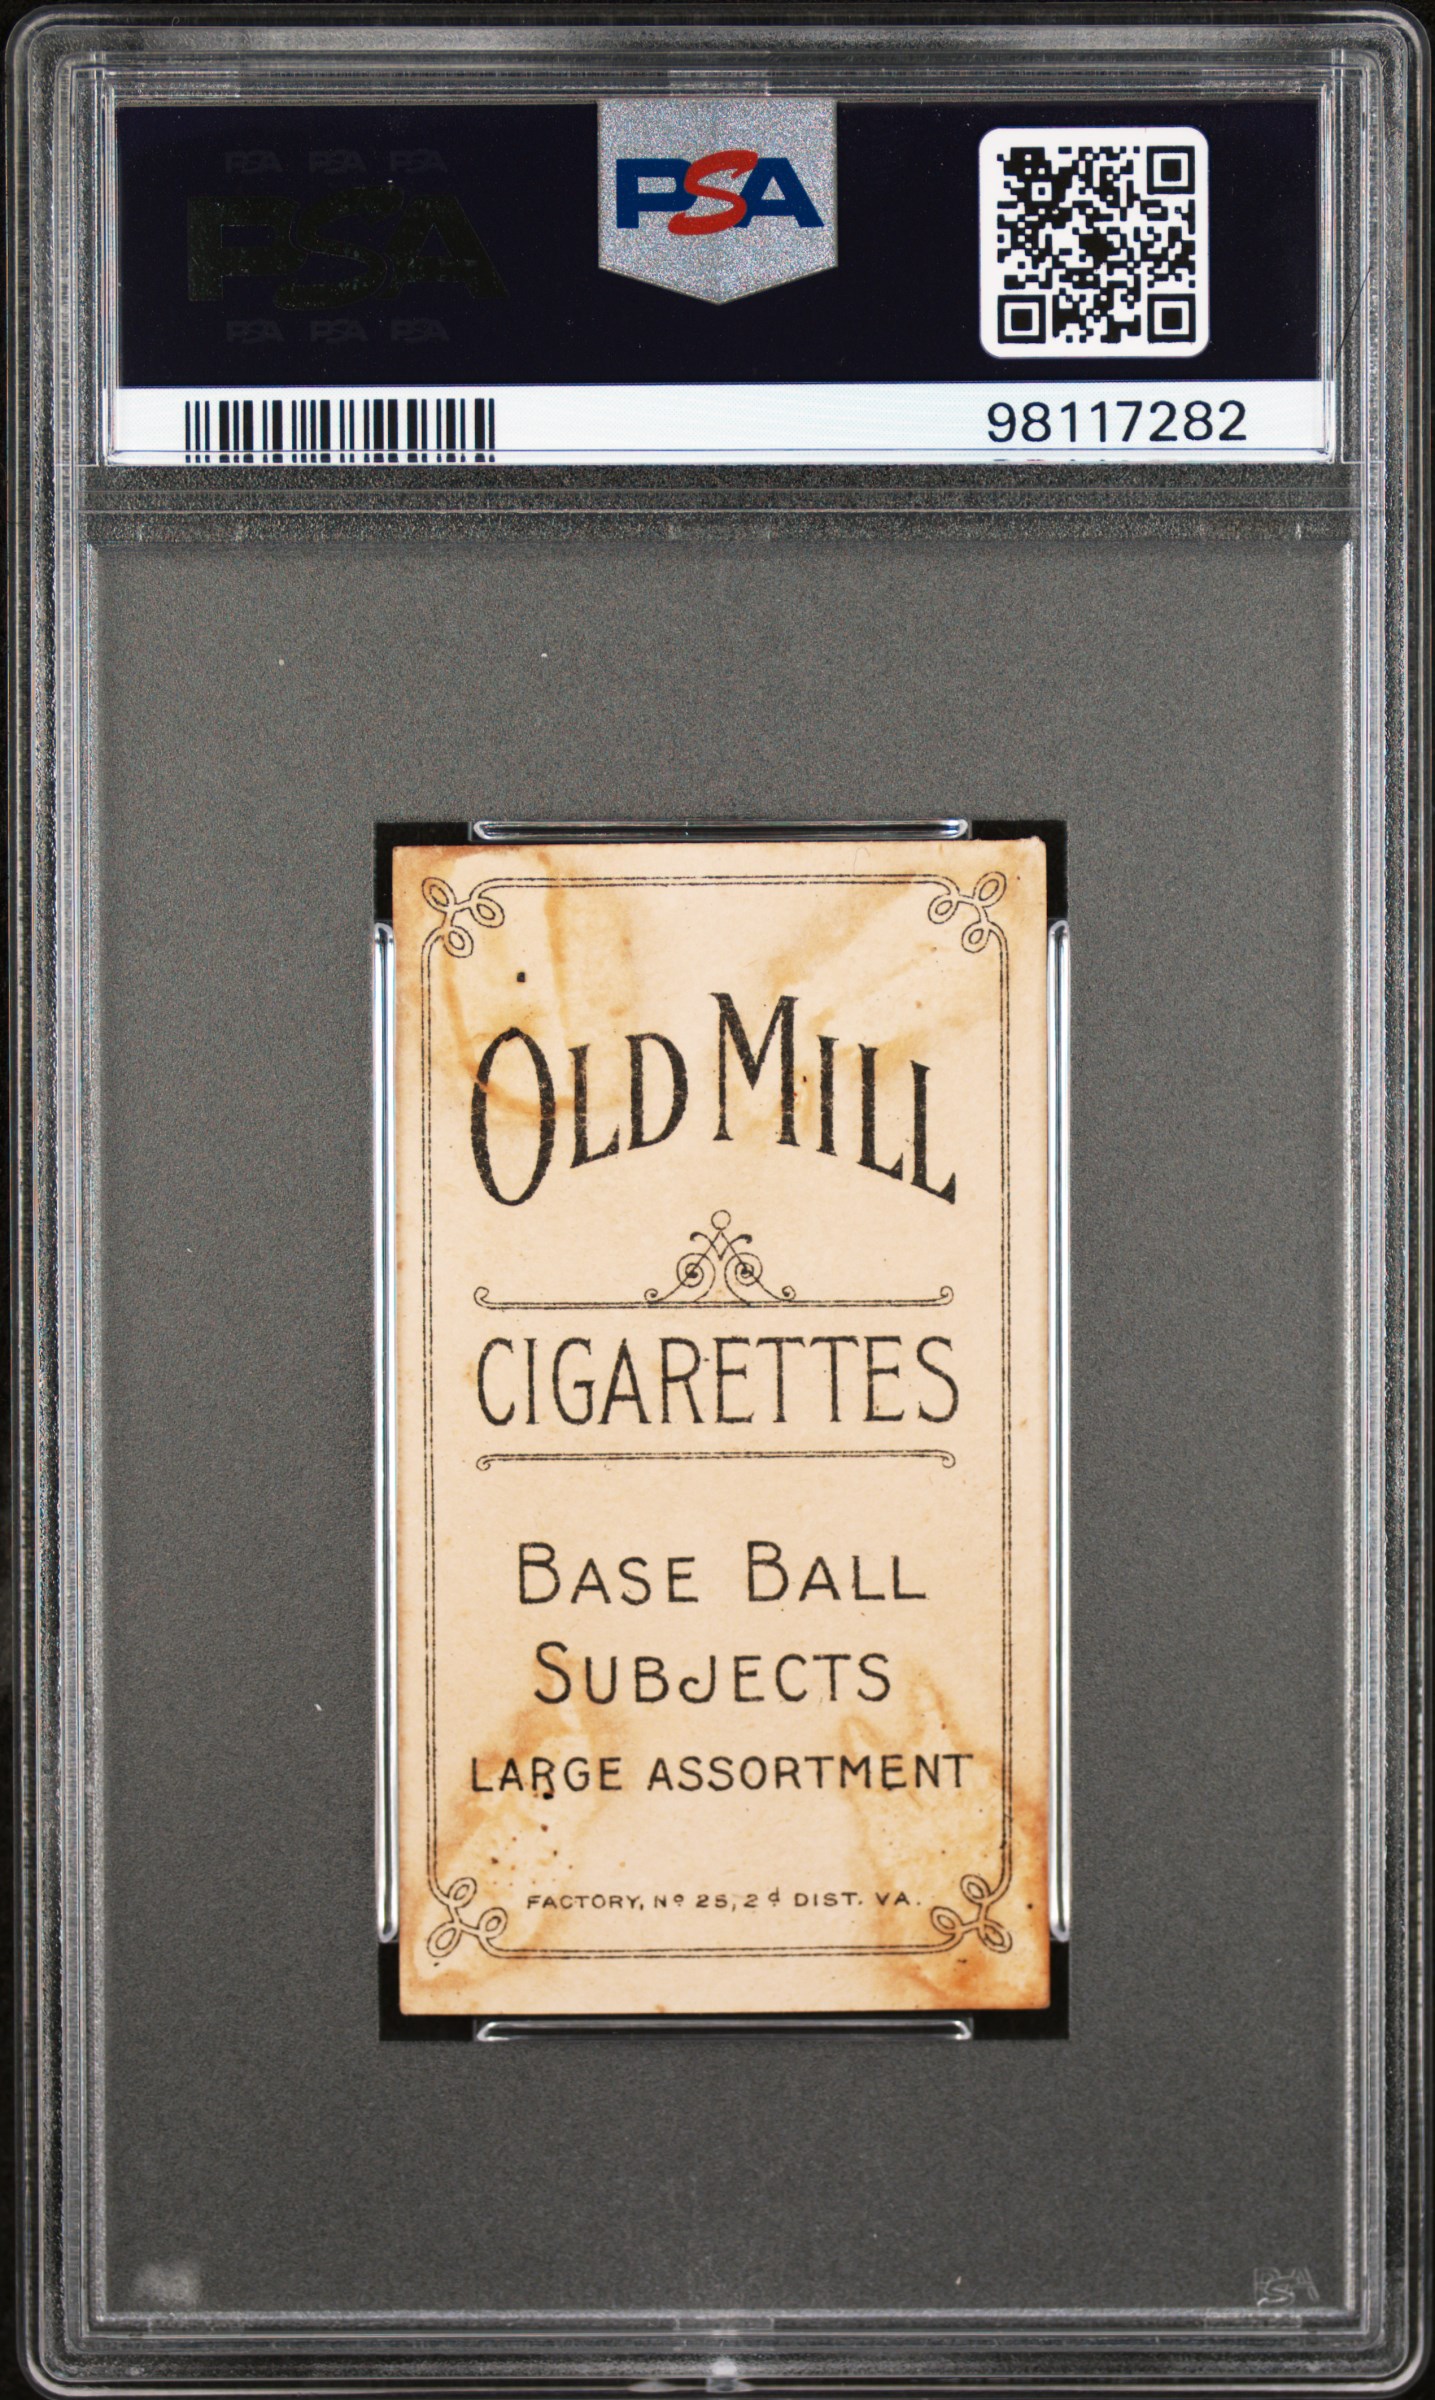 PSA PSA PSA
PSA
PSA PSA PSA
PSA
98117282
OLD MILL
CIGARETTES
BASE BALL
SUBJECTS
LARGE ASSORTMENT
FACTORY, Nº 25, 2d DIST. VA.
PSA